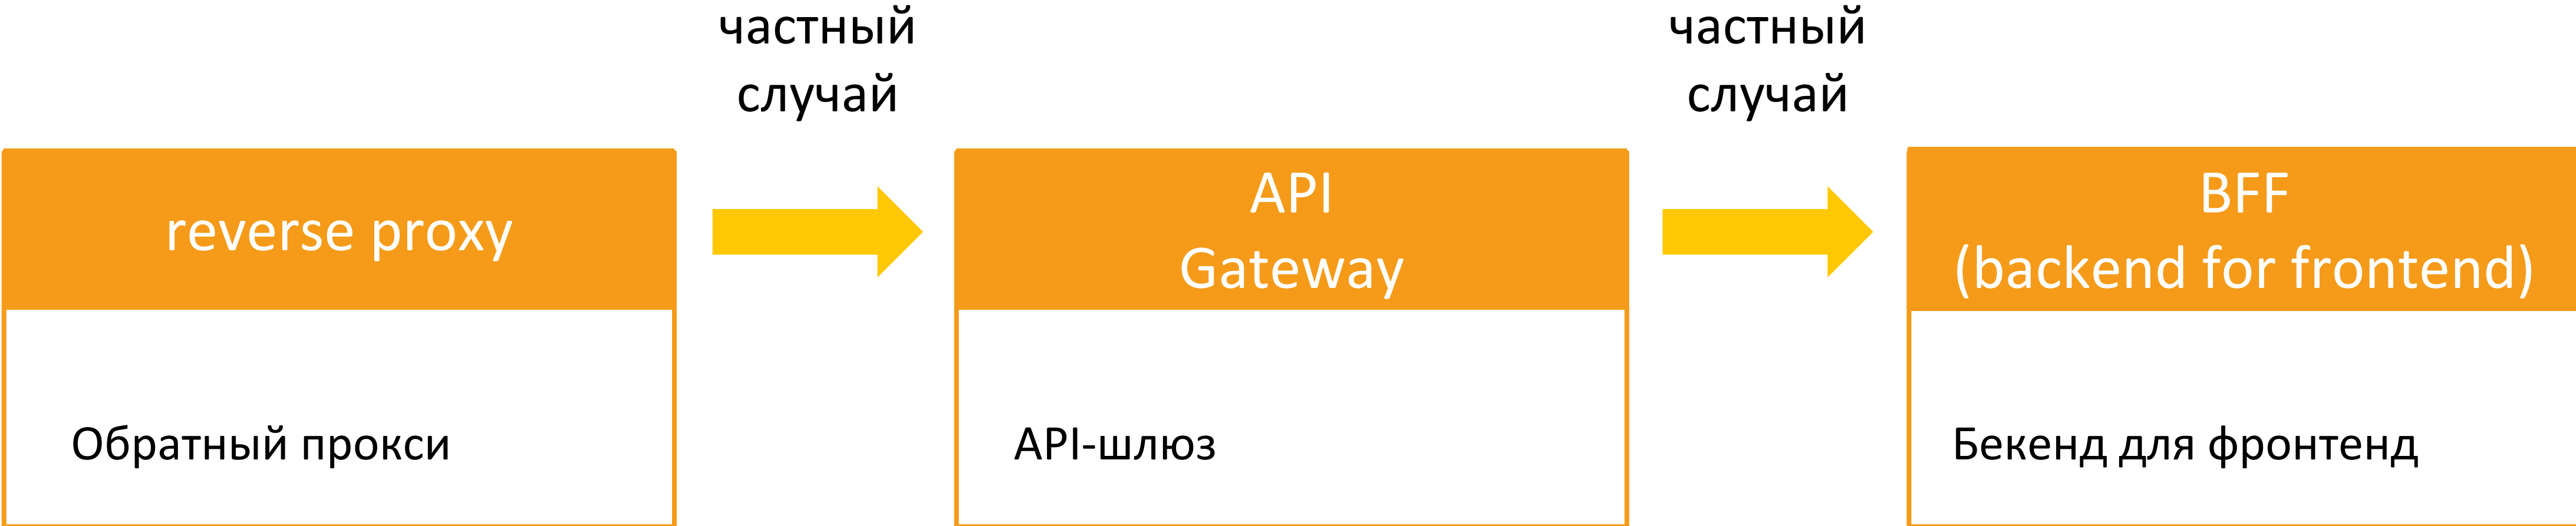 частный
случай
частный
случай
reverse proxy
API
Gateway
BFF
(backend for frontend)
Обратный прокси
API-шлюз
Бекенд для фронтенд